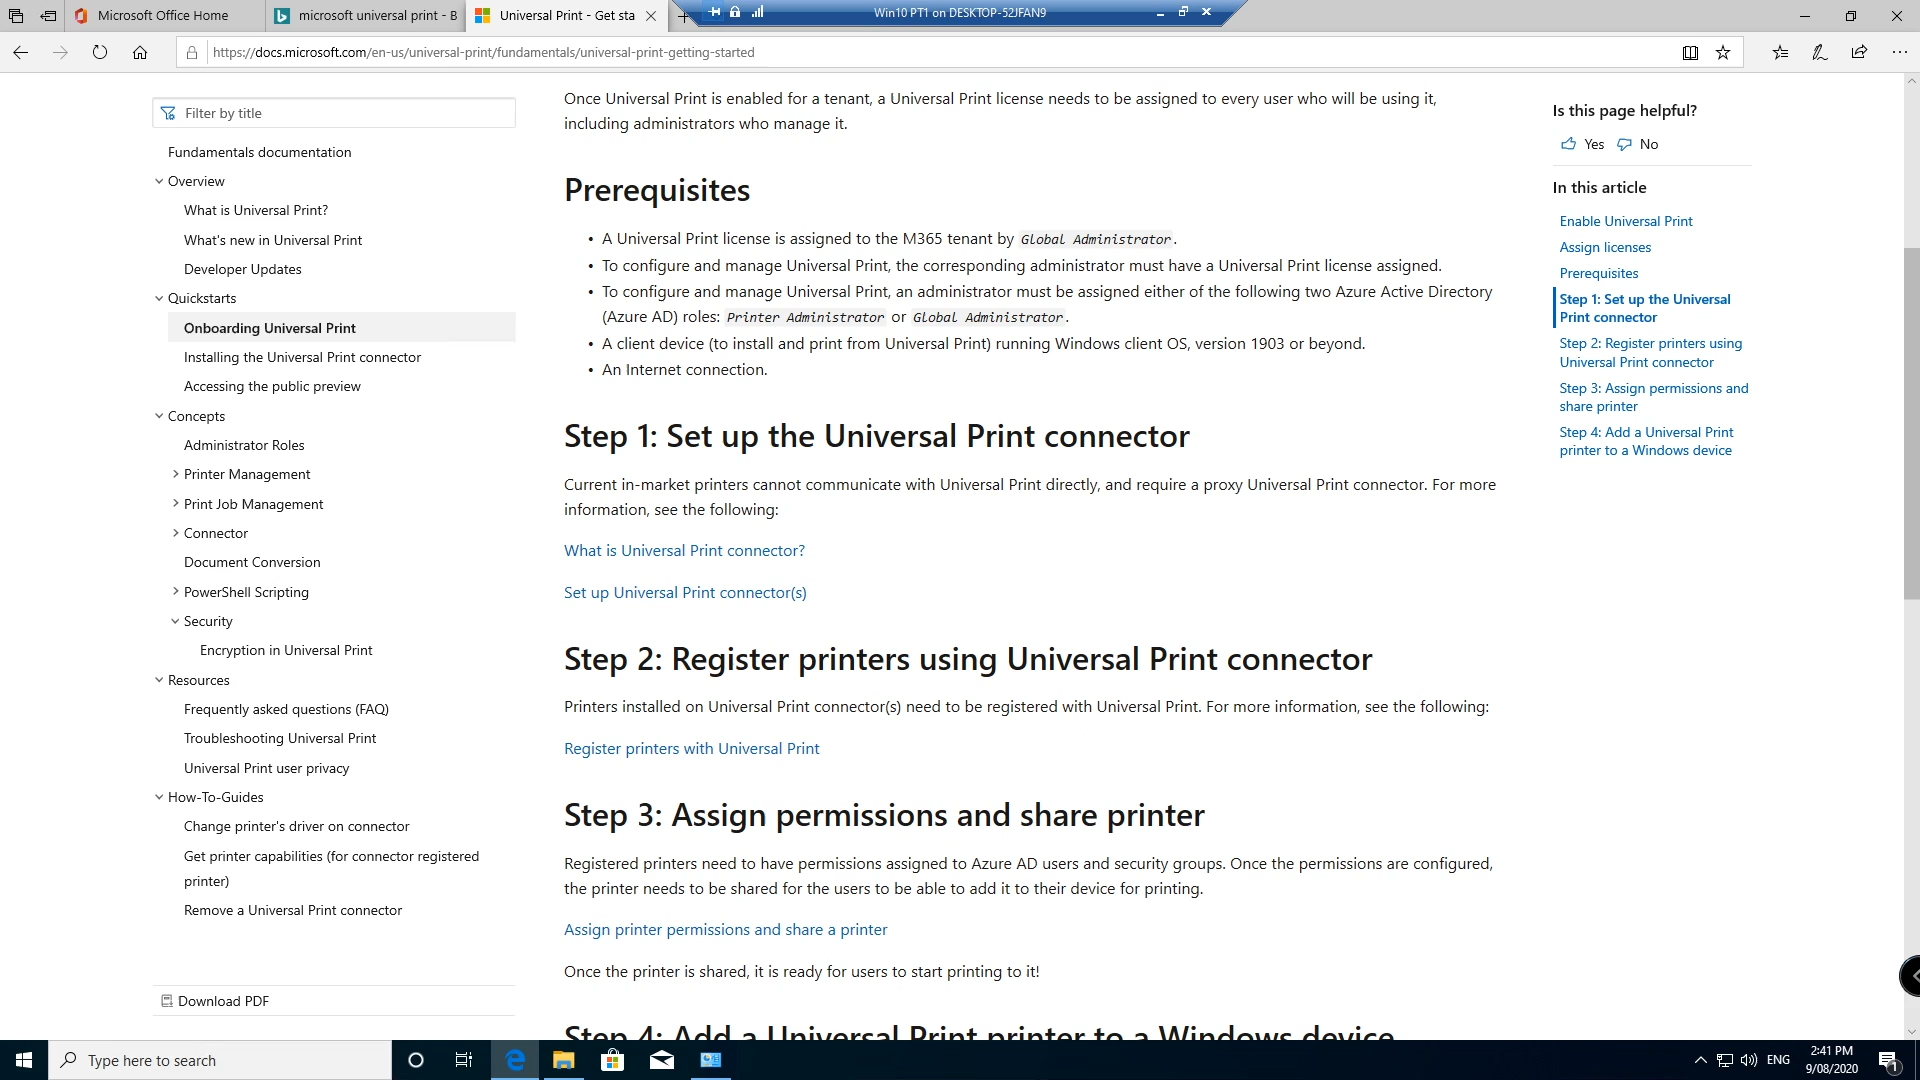 Microsoft Office Home
microsoft universal print - B
Universal Print - Get sta
Win10 PT1 on DESKTOP-52JFAN9
https://docs.microsoft.com/en-us/universal-print/fundamentals/universal-print-getting-started
Filter by title
Fundamentals documentation
Overview
What is Universal Print?
What's new in Universal Print
Developer Updates
Quickstarts
Onboarding Universal Print
Installing the Universal Print connector
Accessing the public preview
Concepts
Administrator Roles
Printer Management
Print Job Management
Connector
Document Conversion
PowerShell Scripting
Security
Encryption in Universal Print
Resources
Frequently asked questions (FAQ)
Troubleshooting Universal Print
Universal Print user privacy
How-To-Guides
Change printer's driver on connector
Get printer capabilities (for connector registered
printer)
Remove a Universal Print connector
Download PDF
Once Universal Print is enabled for a tenant, a Universal Print license needs to be assigned to every user who will be using it,
including administrators who manage it.
Prerequisites
• A Universal Print license is assigned to the M365 tenant by Global Administrator.
• To configure and manage Universal Print, the corresponding administrator must have a Universal Print license assigned.
• To configure and manage Universal Print, an administrator must be assigned either of the following two Azure Active Directory
(Azure AD) roles: Printer Administrator or Global Administrator.
• A client device (to install and print from Universal Print) running Windows client OS, version 1903 or beyond.
• An Internet connection.
Step 1: Set up the Universal Print connector
Current in-market printers cannot communicate with Universal Print directly, and require a proxy Universal Print connector. For more
information, see the following:
What is Universal Print connector?
Set up Universal Print connector(s)
Step 2: Register printers using Universal Print connector
Printers installed on Universal Print connector(s) need to be registered with Universal Print. For more information, see the following:
Register printers with Universal Print
Step 3: Assign permissions and share printer
Registered printers need to have permissions assigned to Azure AD users and security groups. Once the permissions are configured,
the printer needs to be shared for the users to be able to add it to their device for printing.
Assign printer permissions and share a printer
Once the printer is shared, it is ready for users to start printing to it!
Step 4: Add a Universal Print printer to a Windows device
Is this page helpful?
Yes No
In this article
Enable Universal Print
Assign licenses
Prerequisites
Step 1: Set up the Universal
Print connector
Step 2: Register printers using
Universal Print connector
Step 3: Assign permissions and
share printer
Step 4: Add a Universal Print
printer to a Windows device
Type here to search
ENG
2:41 PM
9/08/2020
1